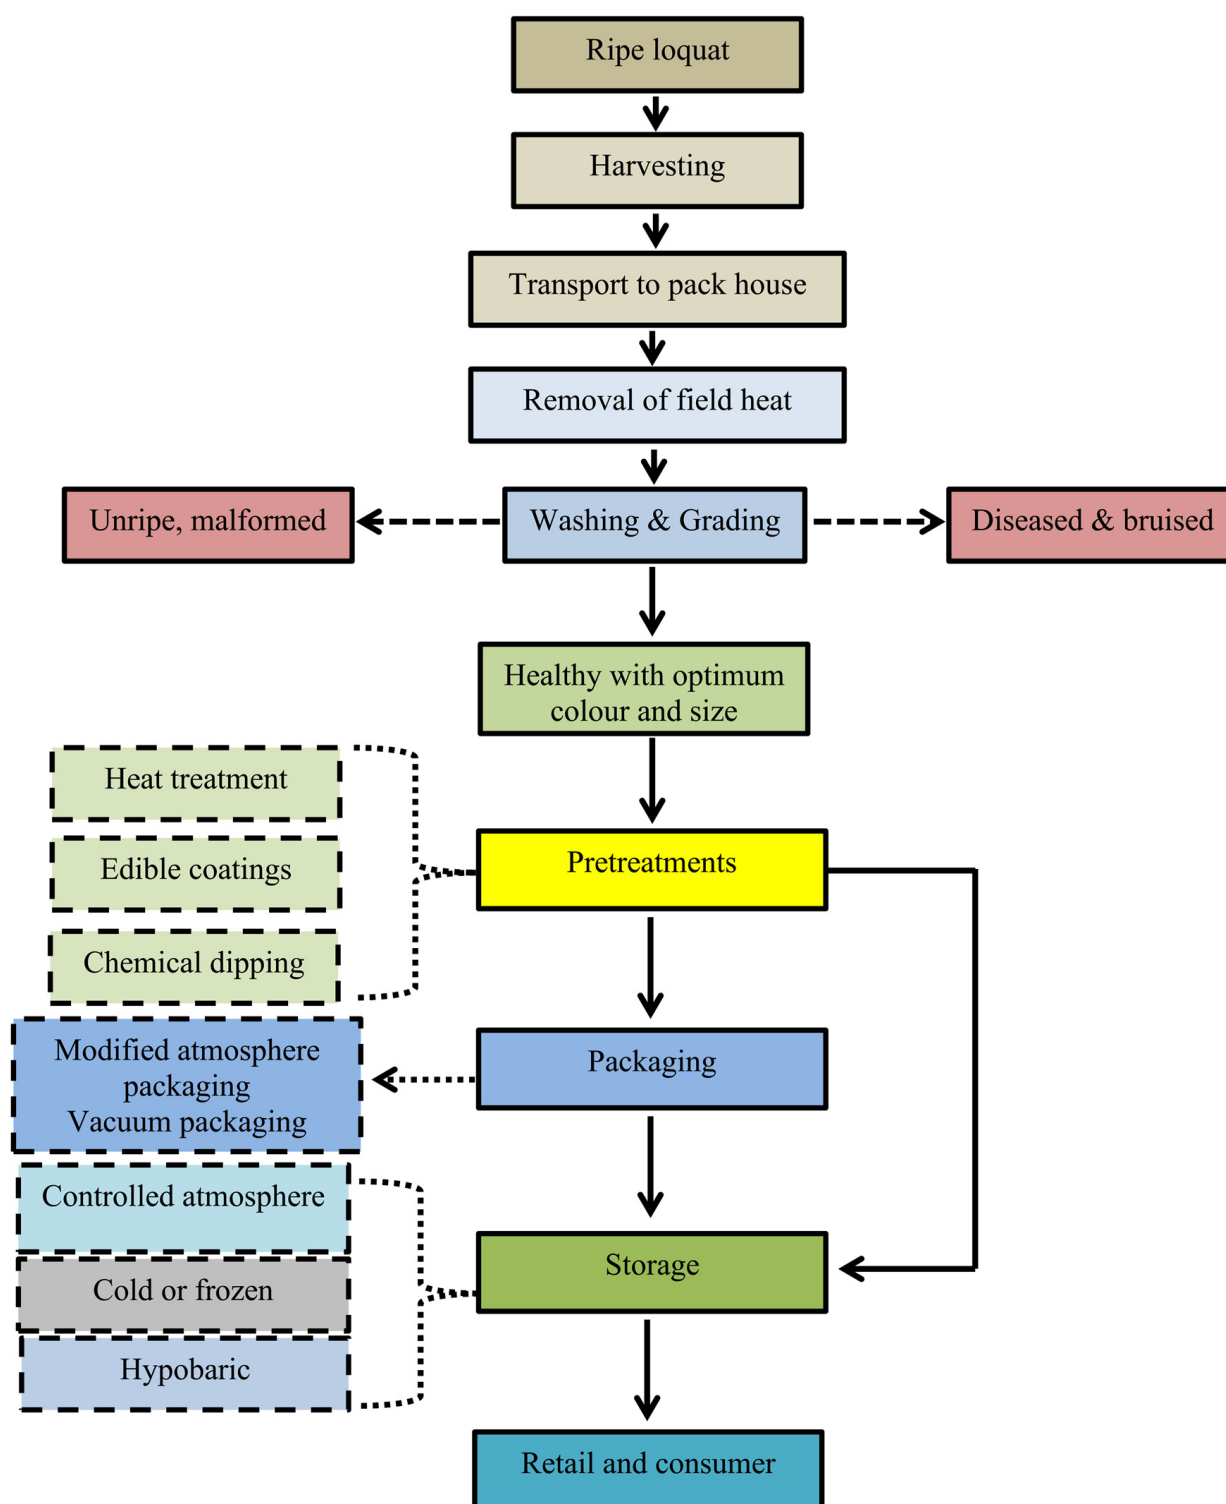 Ripe loquat
Harvesting
Transport to pack house
Removal of field heat
Unripe, malformed
Washing & Grading
Diseased & bruised
Healthy with optimum
colour and size
Heat treatment
Edible coatings
Chemical dipping
Pretreatments
Modified atmosphere
packaging
Vacuum packaging
Packaging
Controlled atmosphere
Cold or frozen
Hypobaric
Storage
Retail and consumer